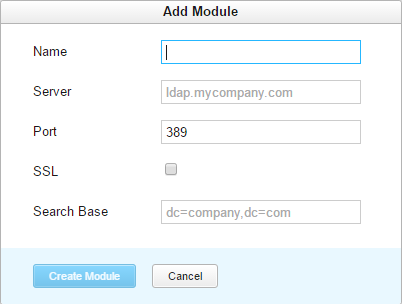 Add Module
Name
Server ldap.mycompany.com
Port 389
SSL
Search Base dc=company,dc=com
Create Module Cancel